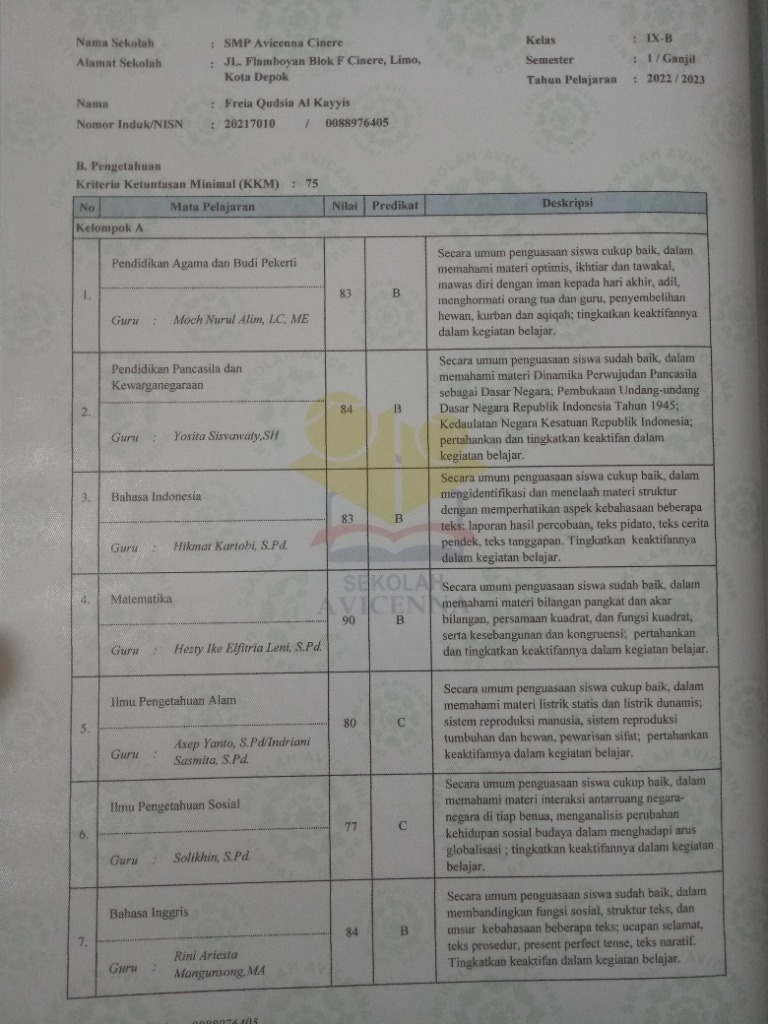 Nama Sekolah : SMP Avicenna Cinere
Alamat Sekolah : JL. Flamboyan Blok F Cinere, Limo,
Kota Depok
Kelas : IX-B
Semester : 1 / Ganjil
Tahun Pelajaran : 2022 / 2023
Nama : Freia Qudsia Al Kayyis
Nomor Induk/NISN : 20217010 / 0088976405
B. Pengetahuan
Kriteria Ketuntasan Minimal (KKM) : 75
No Mata Pelajaran Nilai Predikat Deskripsi
Kelompok A
1.
Pendidikan Agama dan Budi Pekerti
Guru : Moch Nurul Alim, LC, ME
83 B
Secara umum penguasaan siswa cukup baik, dalam
memahami materi optimis, ikhtiar dan tawakal,
mawas diri dengan iman kepada hari akhir, adil,
menghormati orang tua dan guru, penyembelihan
hewan, kurban dan aqiqah; tingkatkan keaktifannya
dalam kegiatan belajar.
2.
Pendidikan Pancasila dan
Kewarganegaraan
Guru : Yosita Sisvawaty,SH
84 B
Secara umum penguasaan siswa sudah baik, dalam
memahami materi Dinamika Perwujudan Pancasila
sebagai Dasar Negara; Pembukaan Undang-undang
Dasar Negara Republik Indonesia Tahun 1945;
Kedaulatan Negara Kesatuan Republik Indonesia;
pertahankan dan tingkatkan keaktifan dalam
kegiatan belajar.
3.
Bahasa Indonesia
Guru : Hikmat Kartobi, S.Pd.
83 B
Secara umum penguasaan siswa cukup baik, dalam
mengidentifikasi dan menelaah materi struktur
dengan memperhatikan aspek kebahasaan beberapa
teks: laporan hasil percobaan, teks pidato, teks cerita
pendek, teks tanggapan. Tingkatkan keaktifannya
dalam kegiatan belajar.
SEKOLAH
AVICENNA
4.
Matematika
Guru : Hezty Ike Elfitria Leni, S.Pd.
90 B
Secara umum penguasaan siswa sudah baik, dalam
memahami materi bilangan pangkat dan akar
bilangan, persamaan kuadrat, dan fungsi kuadrat,
serta kesebangunan dan kongruensi; pertahankan
dan tingkatkan keaktifannya dalam kegiatan belajar.
5.
Ilmu Pengetahuan Alam
Guru : Asep Yanto, S.Pd/Indriani
Sasmita, S.Pd.
80 C
Secara umum penguasaan siswa cukup baik, dalam
memahami materi listrik statis dan listrik dunamis;
sistem reproduksi manusia, sistem reproduksi
tumbuhan dan hewan, pewarisan sifat; pertahankan
keaktifannya dalam kegiatan belajar.
6.
Ilmu Pengetahuan Sosial
Guru : Solikhin, S.Pd.
77 C
Secara umum penguasaan siswa cukup baik, dalam
memahami materi interaksi antarruang negara-
negara di tiap benua, menganalisis perubahan
kehidupan sosial budaya dalam menghadapi arus
globalisasi ; tingkatkan keaktifannya dalam kegiatan
belajar.
7.
Bahasa Inggris
Guru : Rini Ariesta
Mangunsong,MA
84 B
Secara umum penguasaan siswa sudah baik, dalam
membandingkan fungsi sosial, struktur teks, dan
unsur kebahasaan beberapa teks; ucapan selamat,
teks prosedur, present perfect tense, teks naratif.
Tingkatkan keaktifan dalam kegiatan belajar.
0088976405